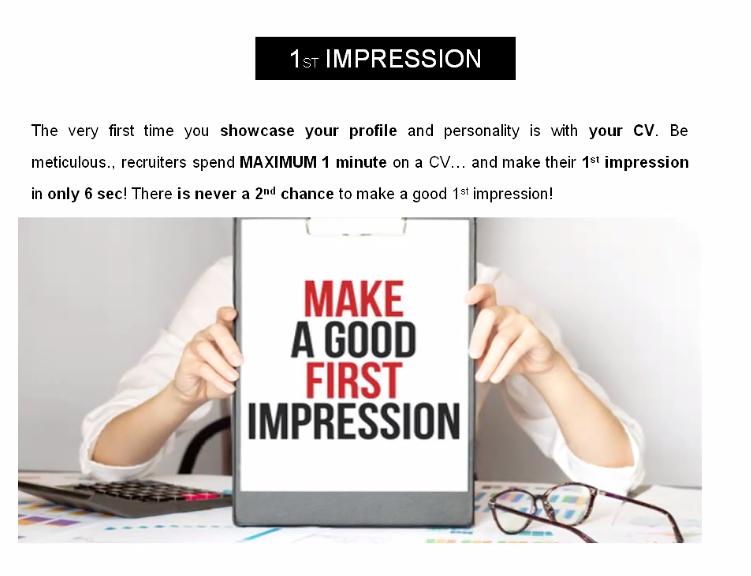 1ST IMPRESSION
The very first time you showcase your profile and personality is with your CV. Be
meticulous., recruiters spend MAXIMUM 1 minute on a CV... and make their 1st impression
in only 6 sec! There is never a 2nd chance to make a good 1st impression!
MAKE
A GOOD
FIRST
IMPRESSION